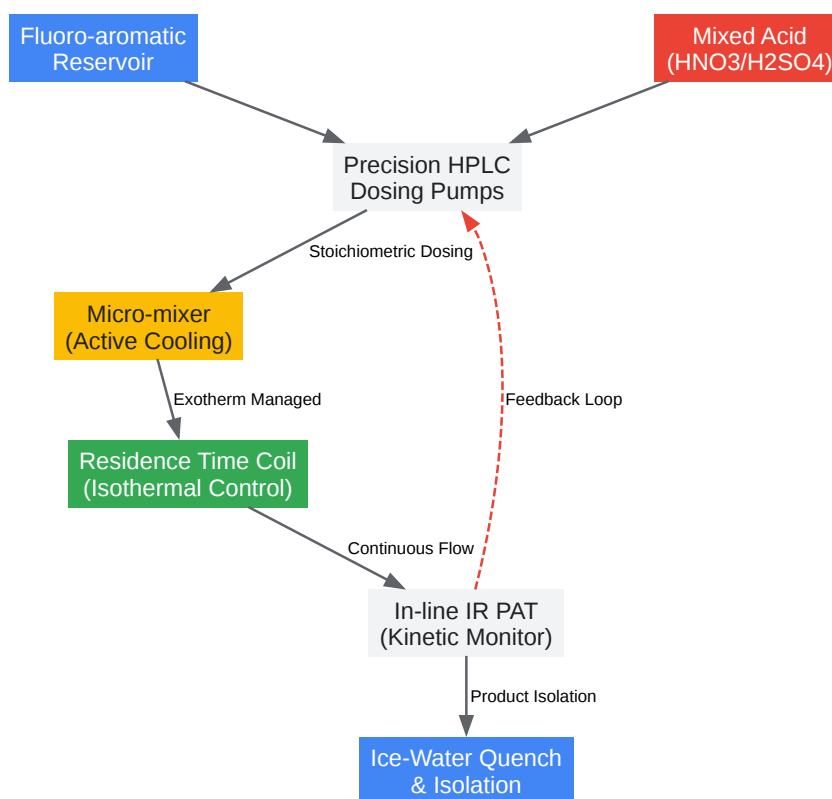 Fluoro-aromatic
Reservoir
Mixed Acid
(HNO3/H2SO4)
Precision HPLC
Dosing Pumps
Stoichiometric Dosing
Micro-mixer
(Active Cooling)
Exotherm Managed
Feedback Loop
Residence Time Coil
(Isothermal Control)
Continuous Flow
In-line IR PAT
(Kinetic Monitor)
Product Isolation
Ice-Water Quench
& Isolation